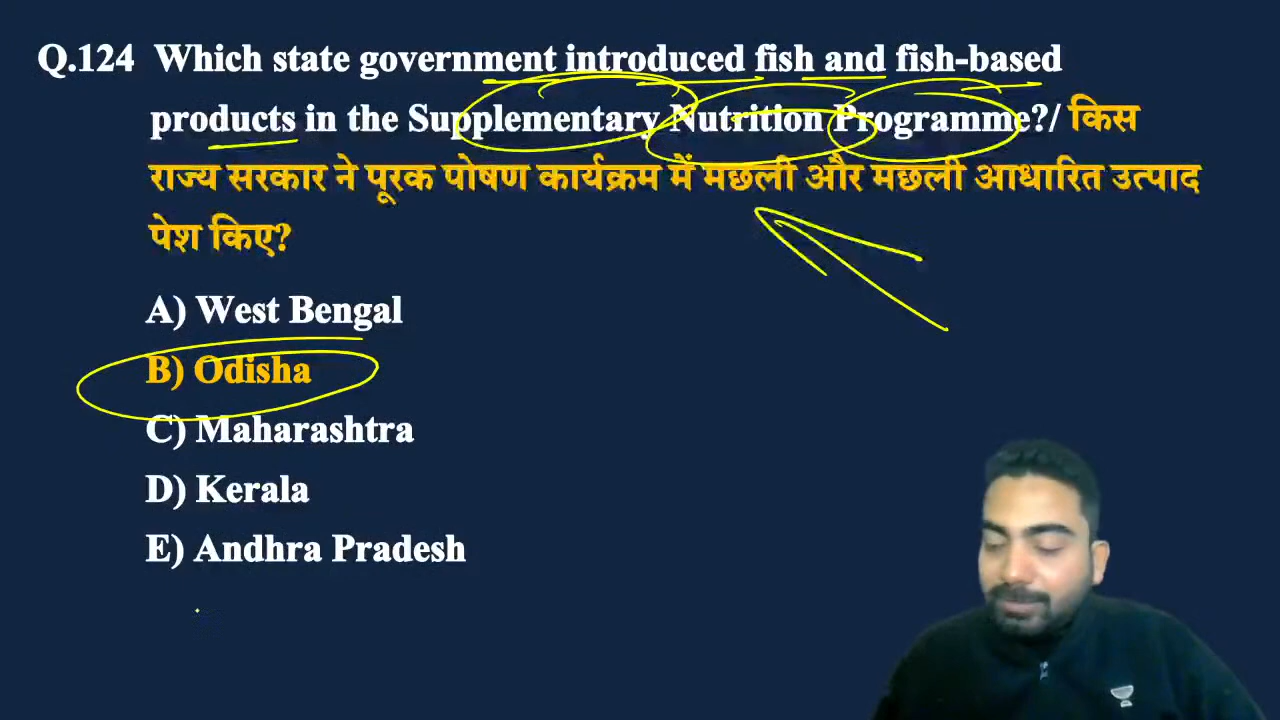 Q.124 Which state government introduced fish and fish-based
products in the Supplementary Nutrition Programme?/ किस
राज्य सरकार ने पूरक पोषण कार्यक्रम में मछली और मछली आधारित उत्पाद
पेश किए?
A) West Bengal
B) Odisha
C) Maharashtra
D) Kerala
E) Andhra Pradesh